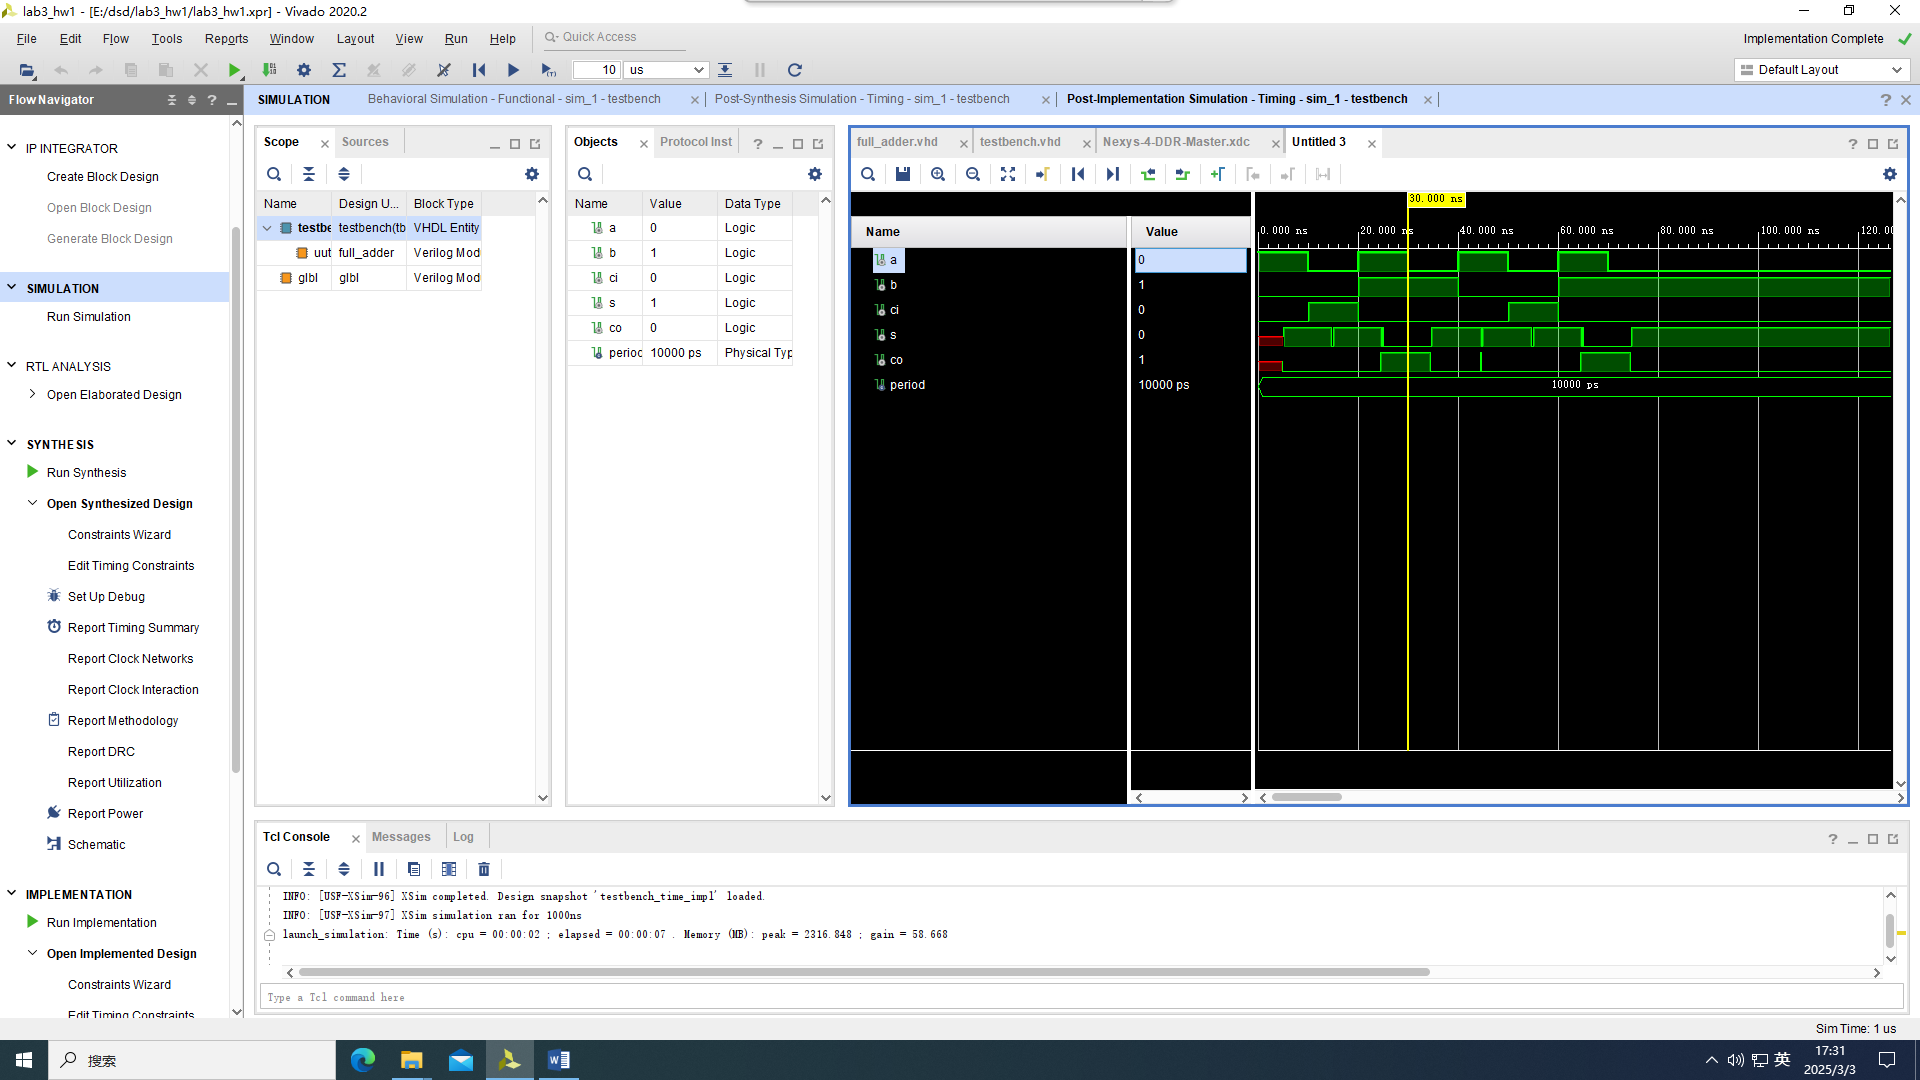 lab3_hw1 - [E:/dsd/lab3_hw1/lab3_hw1.xpr] - Vivado 2020.2
File Edit Flow Tools Reports Window Layout View Run Help
Quick Access
Implementation Complete
10 us
Default Layout
Flow Navigator
SIMULATION
Behavioral Simulation - Functional - sim_1 - testbench
Post-Synthesis Simulation - Timing - sim_1 - testbench
Post-Implementation Simulation - Timing - sim_1 - testbench
IP INTEGRATOR
Create Block Design
Open Block Design
Generate Block Design
SIMULATION
Run Simulation
RTL ANALYSIS
Open Elaborated Design
SYNTHESIS
Run Synthesis
Open Synthesized Design
Constraints Wizard
Edit Timing Constraints
Set Up Debug
Report Timing Summary
Report Clock Networks
Report Clock Interaction
Report Methodology
Report DRC
Report Utilization
Report Power
Schematic
IMPLEMENTATION
Run Implementation
Open Implemented Design
Constraints Wizard
Edit Timing Constraints
Scope Sources
Name Design U... Block Type
testbe testbench(tb VHDL Entity
uut full_adder Verilog Mod
glbl glbl Verilog Mod
Objects Protocol Inst
Name Value Data Type
a 0 Logic
b 1 Logic
ci 0 Logic
s 1 Logic
co 0 Logic
period 10000 ps Physical Typ
full_adder.vhd testbench.vhd Nexys-4-DDR-Master.xdc Untitled 3
30.000 ns
Name Value
0.000 ns 20.000 ns 40.000 ns 60.000 ns 80.000 ns 100.000 ns 120.0
a 0
b 1
ci 0
s 0
co 1
period 10000 ps 10000 ps
Tcl Console Messages Log
INFO: [USF-XSim-96] XSim completed. Design snapshot 'testbench_time_impl' loaded.
INFO: [USF-XSim-97] XSim simulation ran for 1000ns
launch_simulation: Time (s): cpu = 00:00:02 ; elapsed = 00:00:07 . Memory (MB): peak = 2316.848 ; gain = 58.668
Type a Tcl command here
Sim Time: 1 us
搜索
英
17:31
2025/3/3